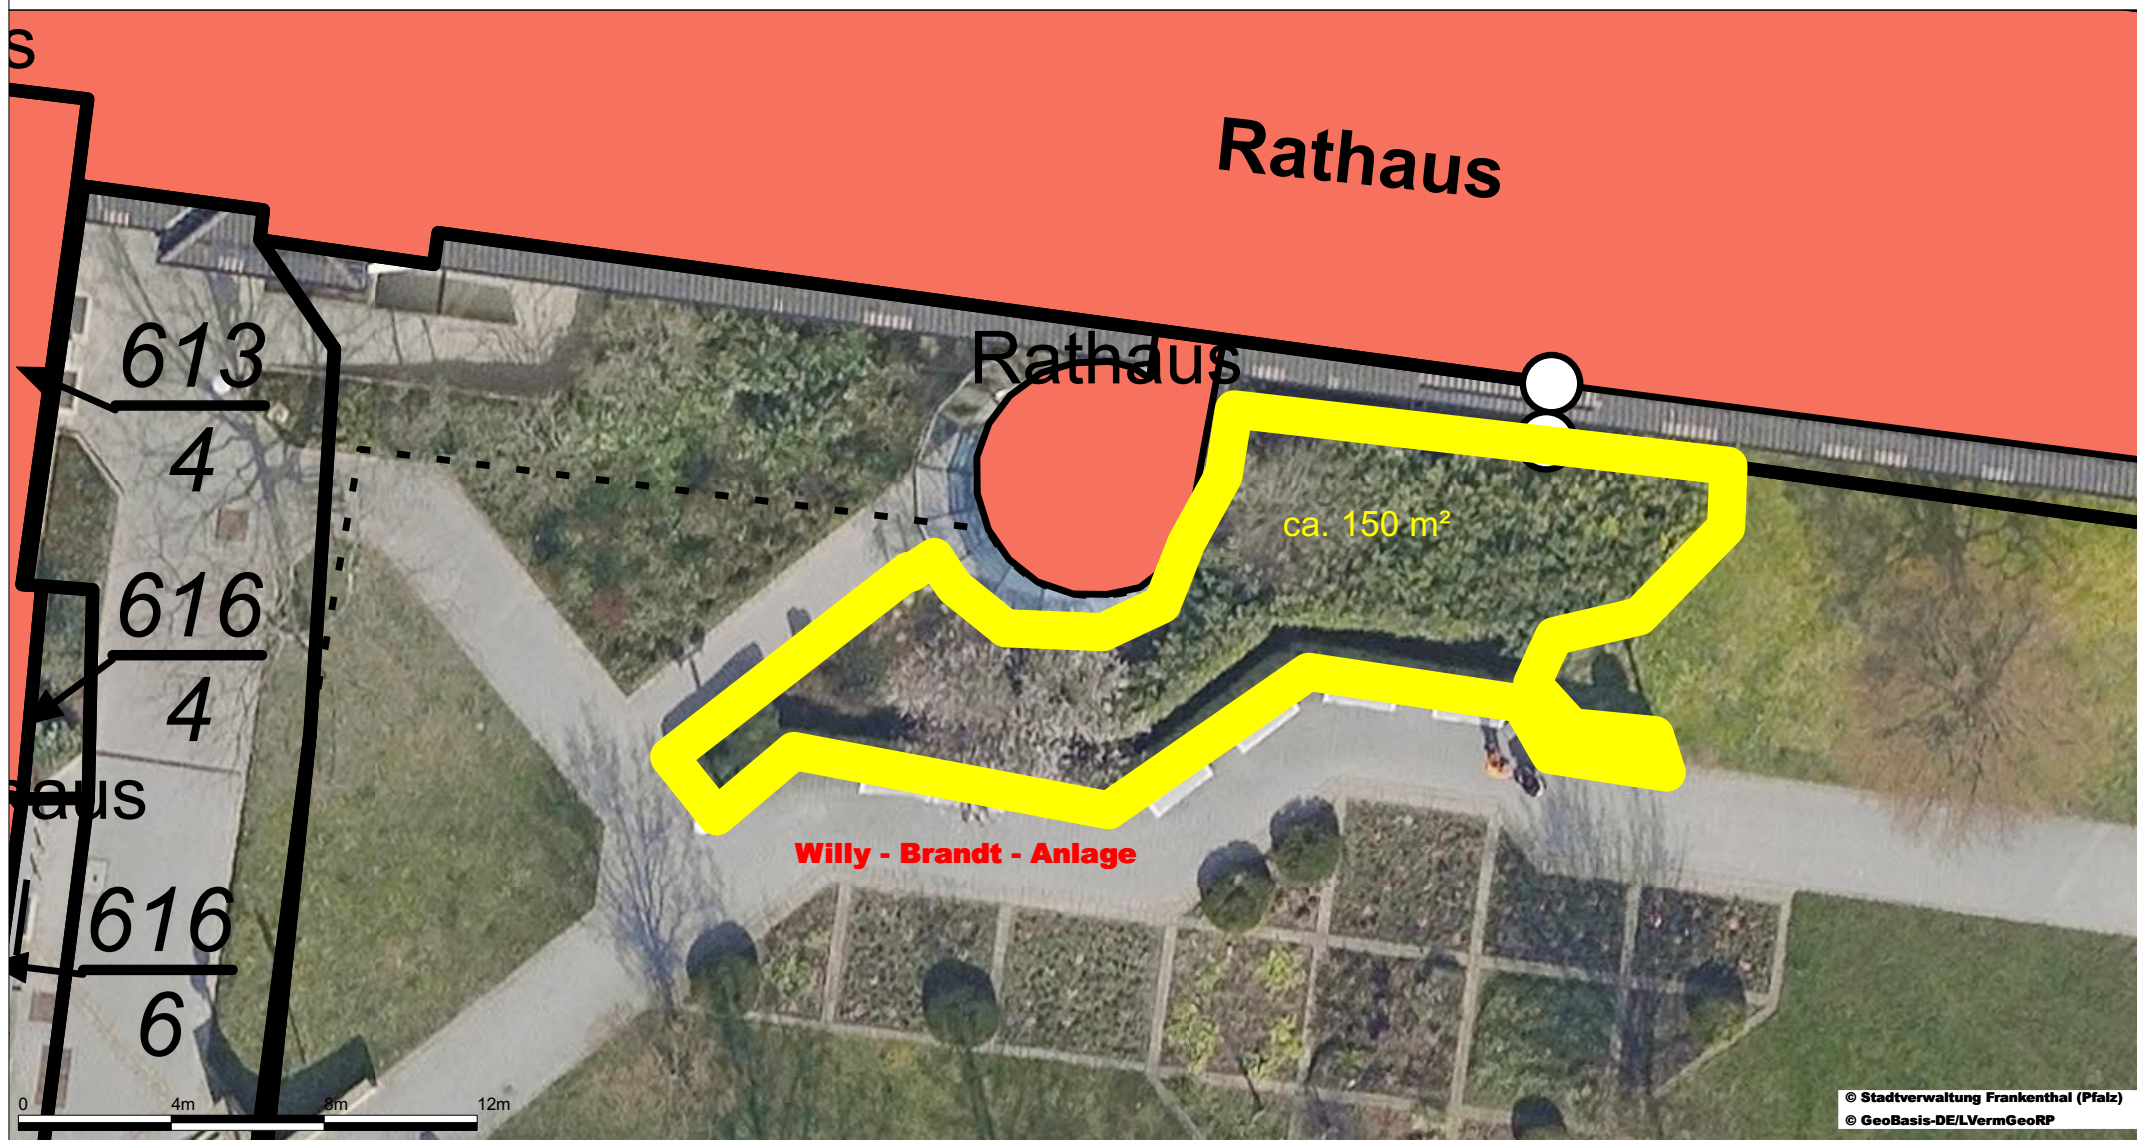 s
Rathaus
Rathaus
613
4
ca. 150 m²
616
4
aus
Willy - Brandt - Anlage
616
6
0 4m 8m 12m
© Stadtverwaltung Frankenthal (Pfalz)
© GeoBasis-DE/LVermGeoRP